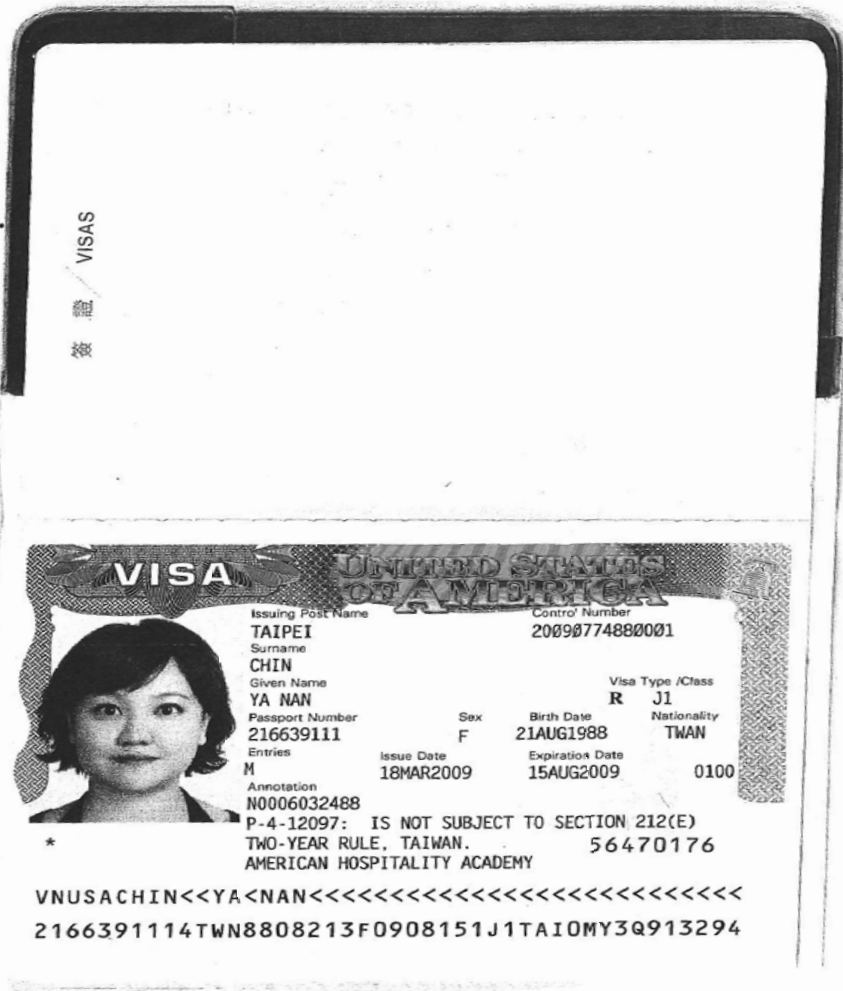 簽證 / VISAS
VISA
UNITED STATES
OF AMERICA
Issuing Post Name Control Number
TAIPEI 20090774880001
Surname
CHIN
Given Name Visa Type /Class
YA NAN R J1
Passport Number Sex Birth Date Nationality
216639111 F 21AUG1988 TWAN
Entries Issue Date Expiration Date
M 18MAR2009 15AUG2009 0100
Annotation
N0006032488
P-4-12097: IS NOT SUBJECT TO SECTION 212(E)
* TWO-YEAR RULE, TAIWAN. 56470176
AMERICAN HOSPITALITY ACADEMY
VNUSACHIN<<YA<NAN<<<<<<<<<<<<<<<<<<<<<<<<<<<
2166391114TWN8808213F0908151J1TAIOMY3Q913294